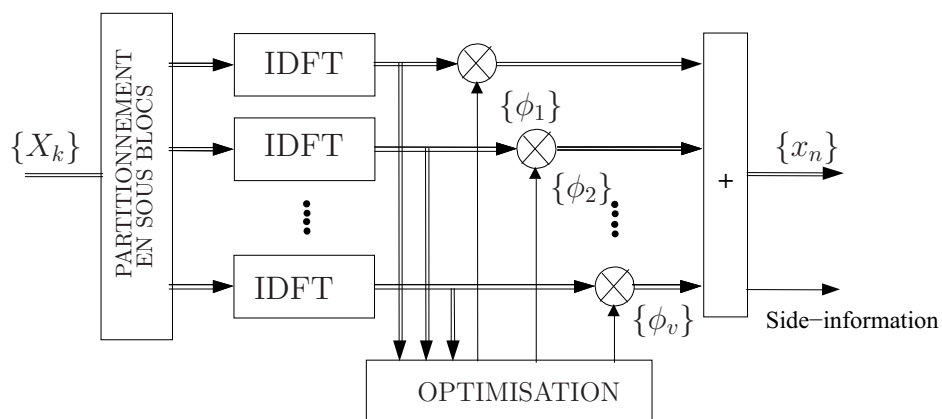 {X_k}
PARTITIONNEMENT
EN SOUS BLOCS
IDFT
IDFT
IDFT
{ϕ_1}
{ϕ_2}
{ϕ_v}
+
{x_n}
Side−information
OPTIMISATION